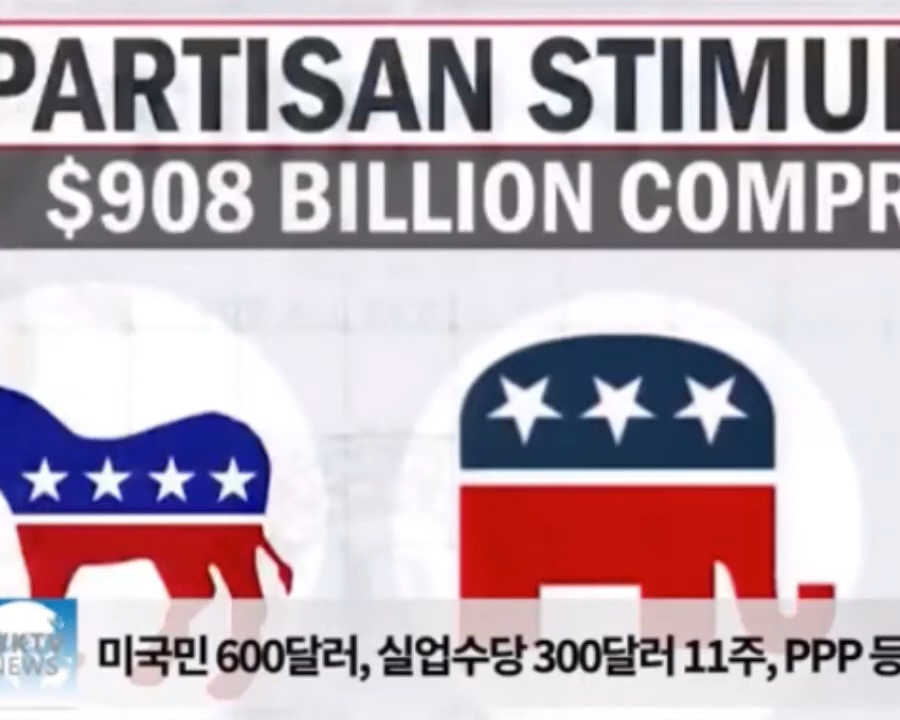 PARTISAN STIMU
$908 BILLION COMPR
NEWS
미국민 600달러, 실업수당 300달러 11주, PPP 등